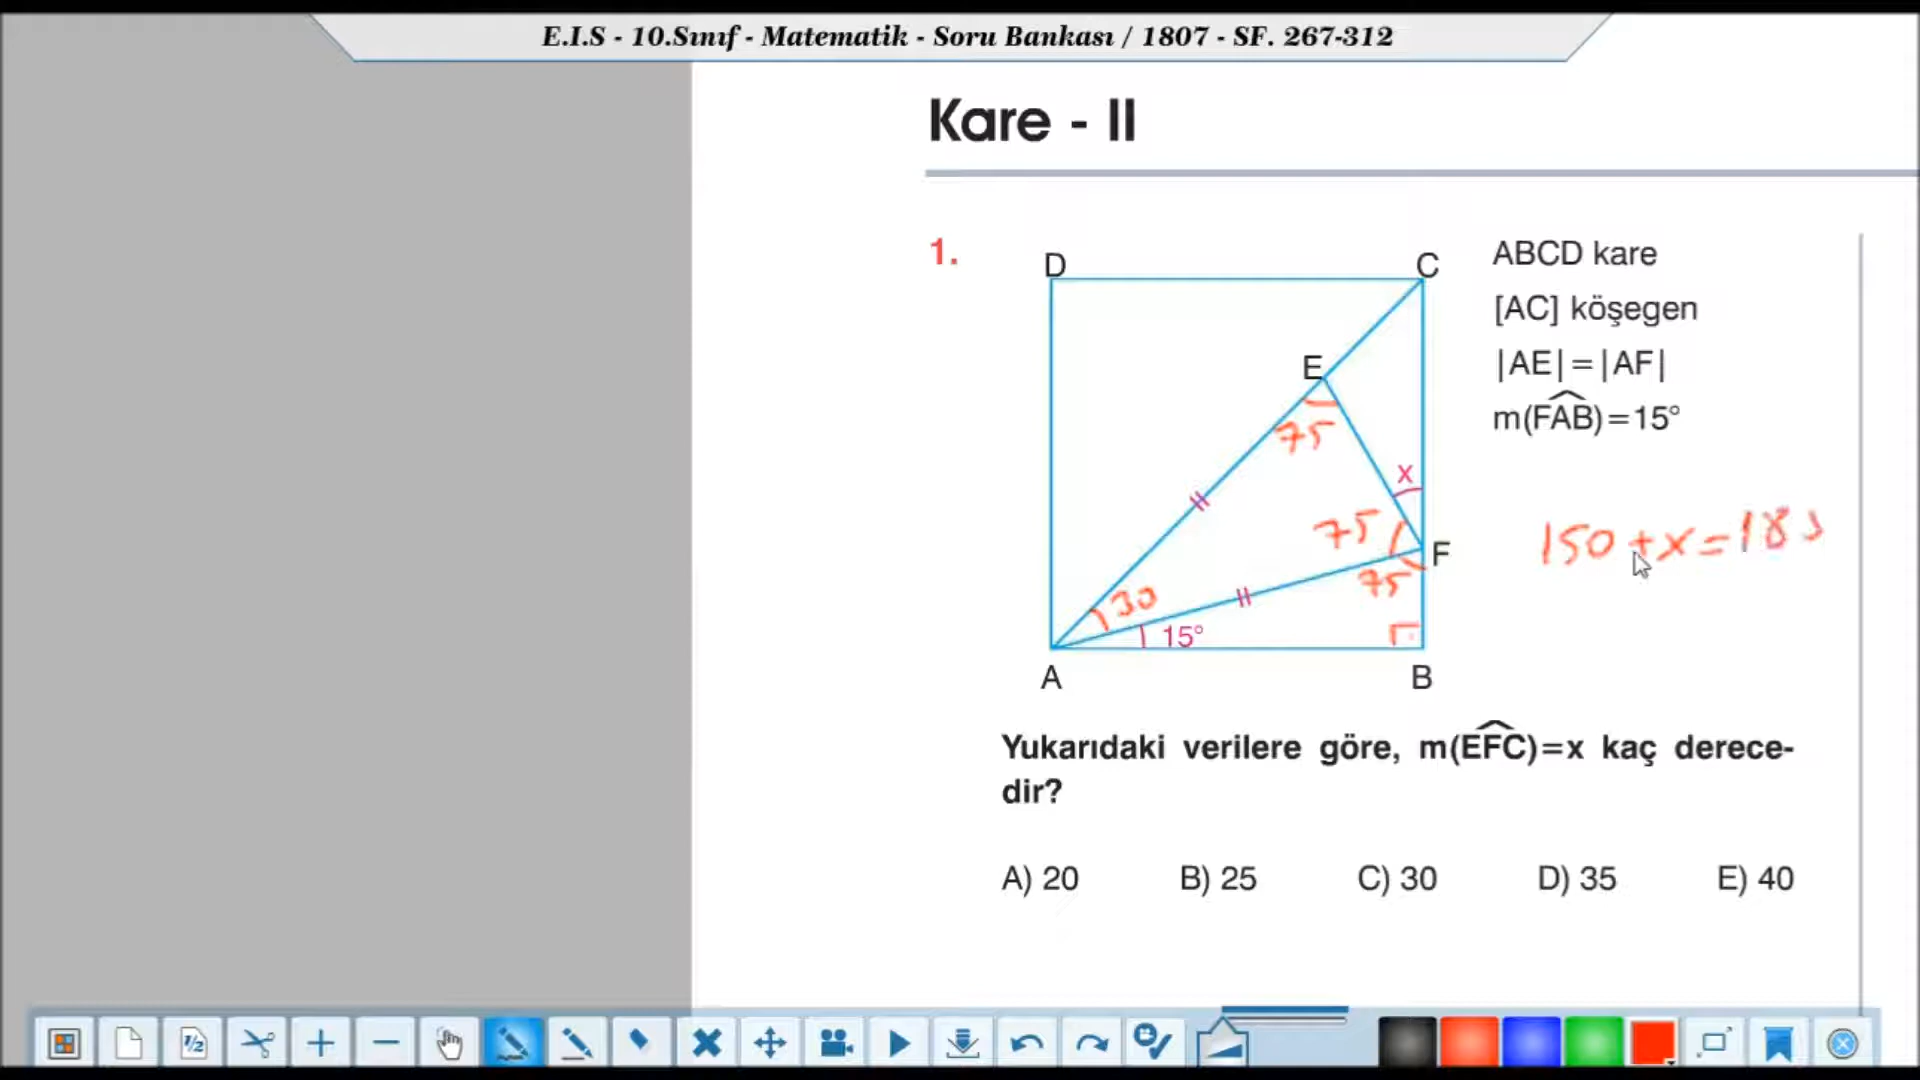 E.I.S - 10.Sınıf - Matematik - Soru Bankası / 1807 - SF. 267-312
Kare - II
1.
D
C
ABCD kare
[AC] köşegen
|AE|=|AF|
m(FAB)=15°
E
75
x
75
F
150+x=180
75
30
15°
A
B
Yukarıdaki verilere göre, m(EFC)=x kaç derece-
dir?
A) 20 B) 25 C) 30 D) 35 E) 40
1/2